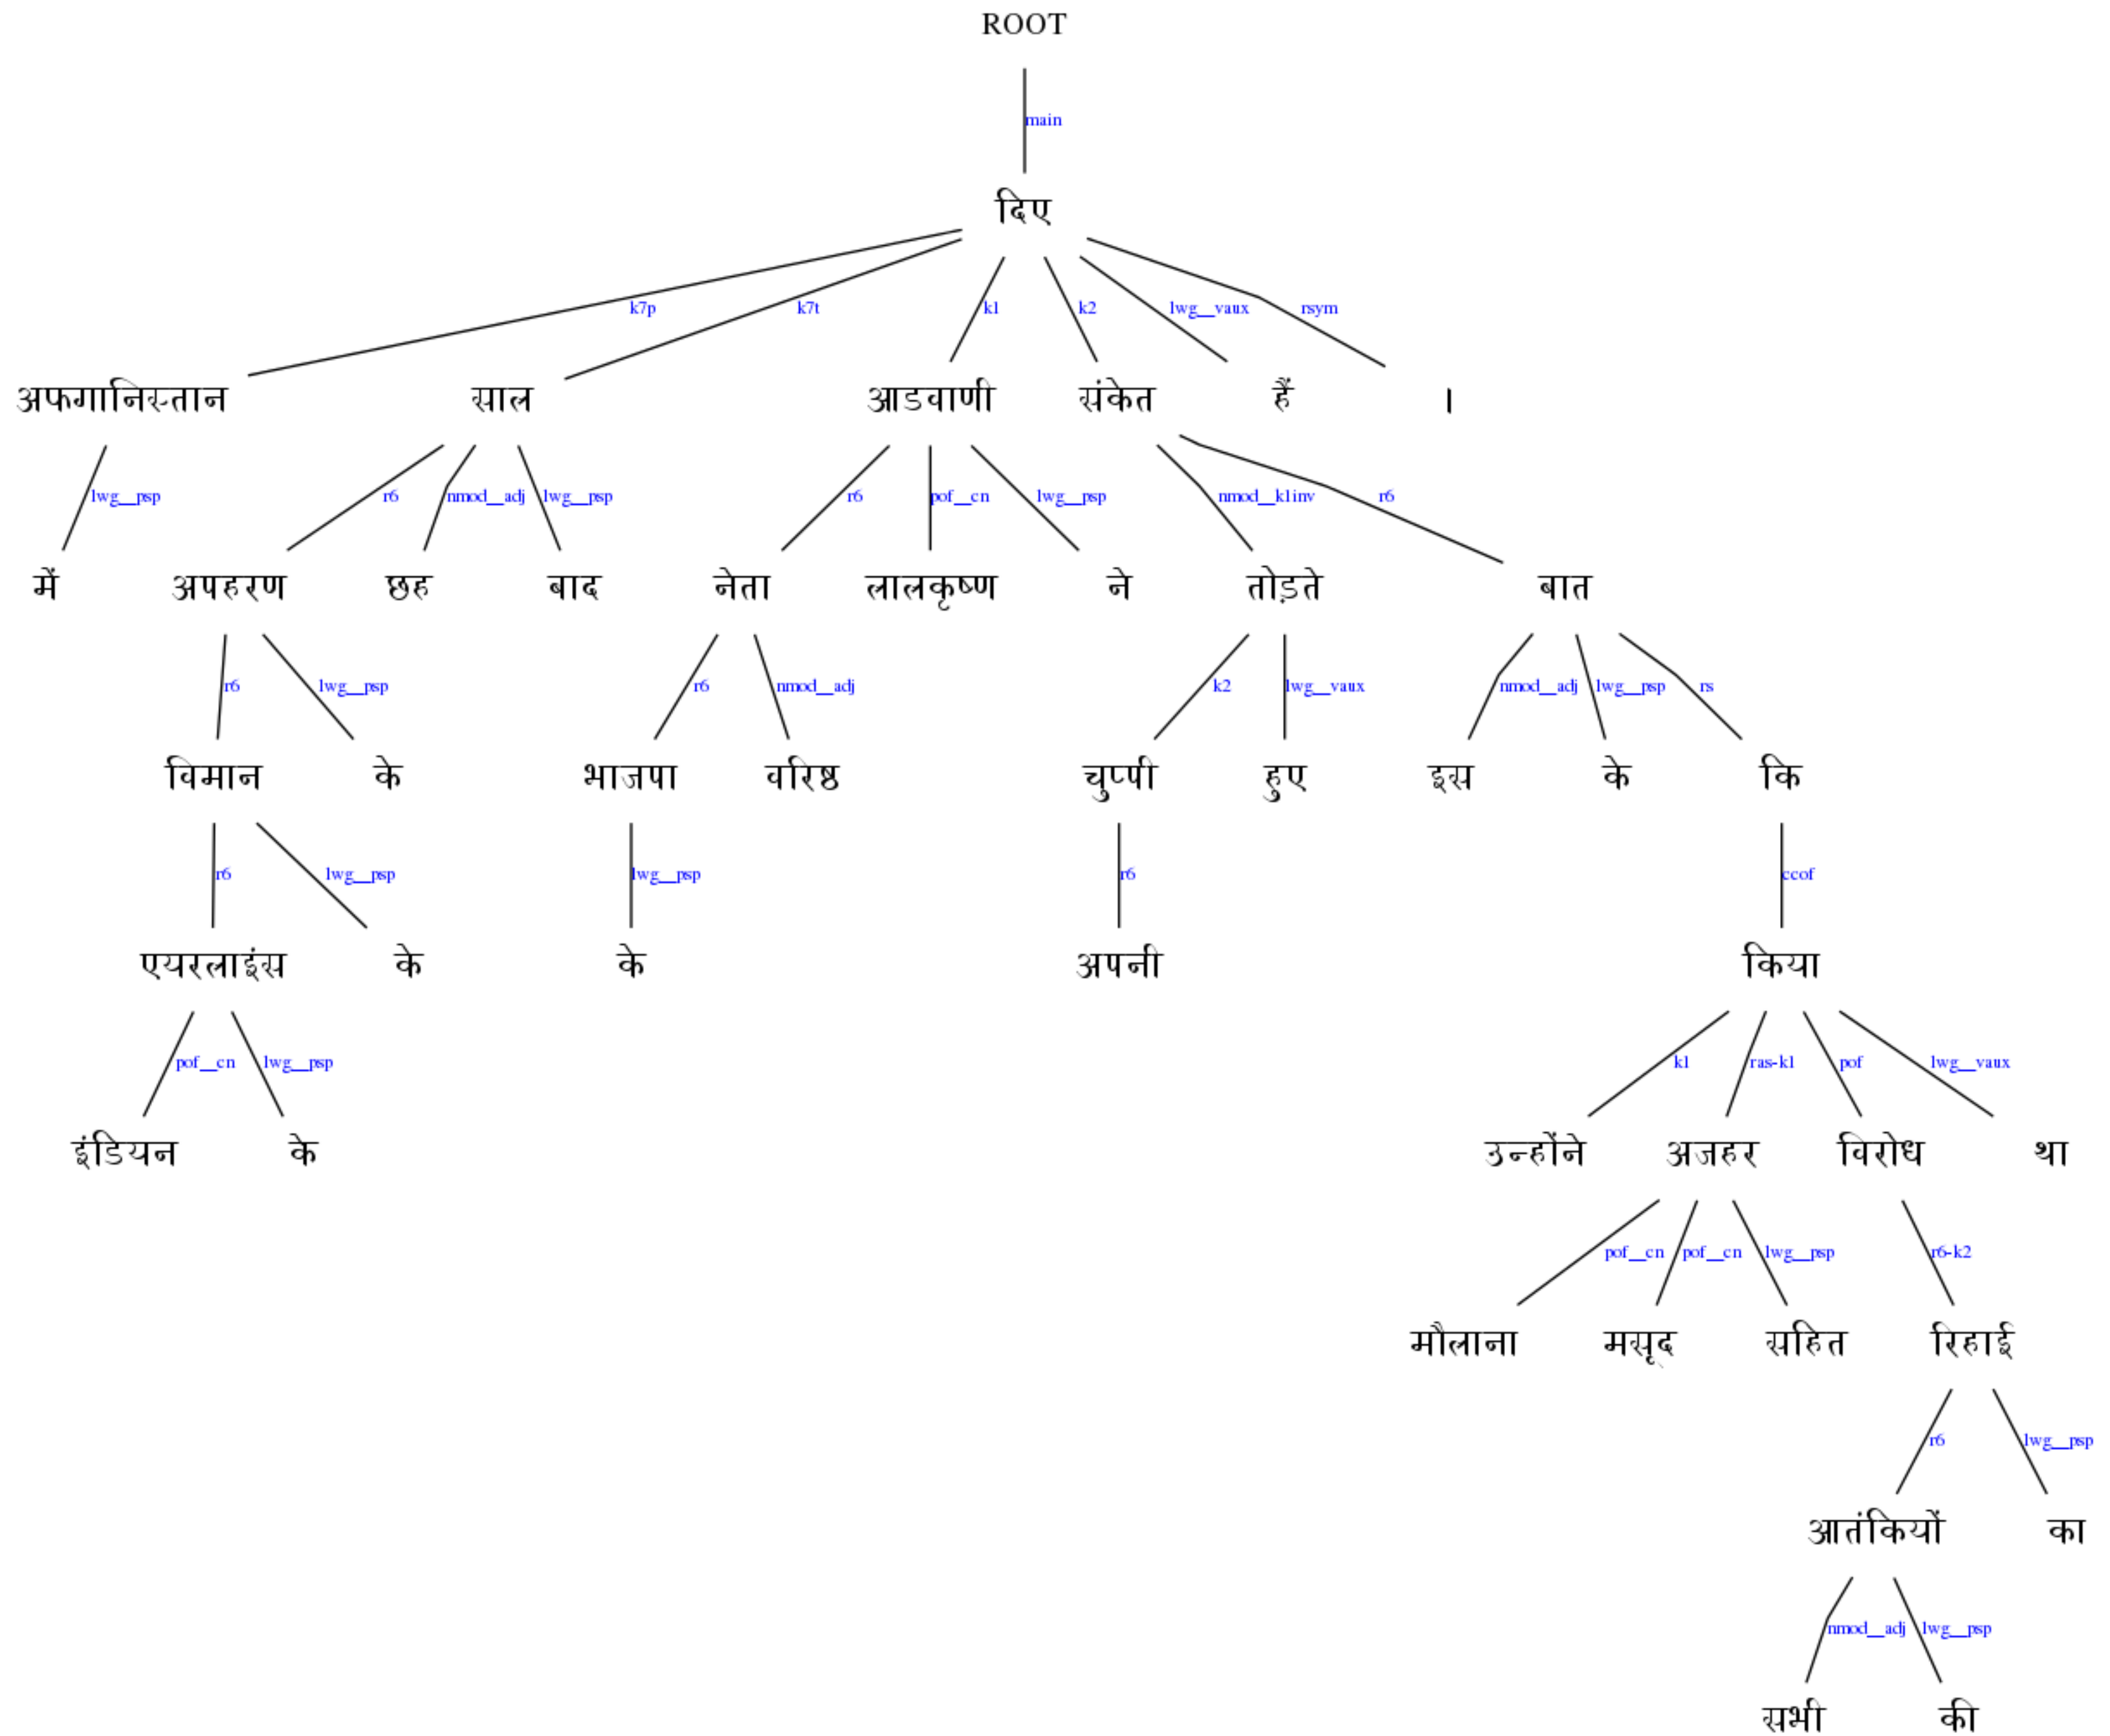 ROOT
main
दिए
k7p k7t k1 k2 lwg__vaux rsym
अफगानिस्तान साल आडवाणी संकेत हैं ।
lwg__psp r6 nmod__adj lwg__psp r6 pof__cn lwg__psp nmod__k1inv r6
में अपहरण छह बाद नेता लालकृष्ण ने तोड़ते बात
r6 lwg__psp r6 nmod__adj k2 lwg__vaux nmod__adj lwg__psp rs
विमान के भाजपा वरिष्ठ चुप्पी हुए इस के कि
r6 lwg__psp lwg__psp r6 ccof
एयरलाइंस के के अपनी किया
pof__cn lwg__psp k1 ras-k1 pof lwg__vaux
इंडियन के उन्होंने अजहर विरोध था
pof__cn pof__cn lwg__psp r6-k2
मौलाना मसूद सहित रिहाई
r6 lwg__psp
आतंकियों का
nmod__adj lwg__psp
सभी की